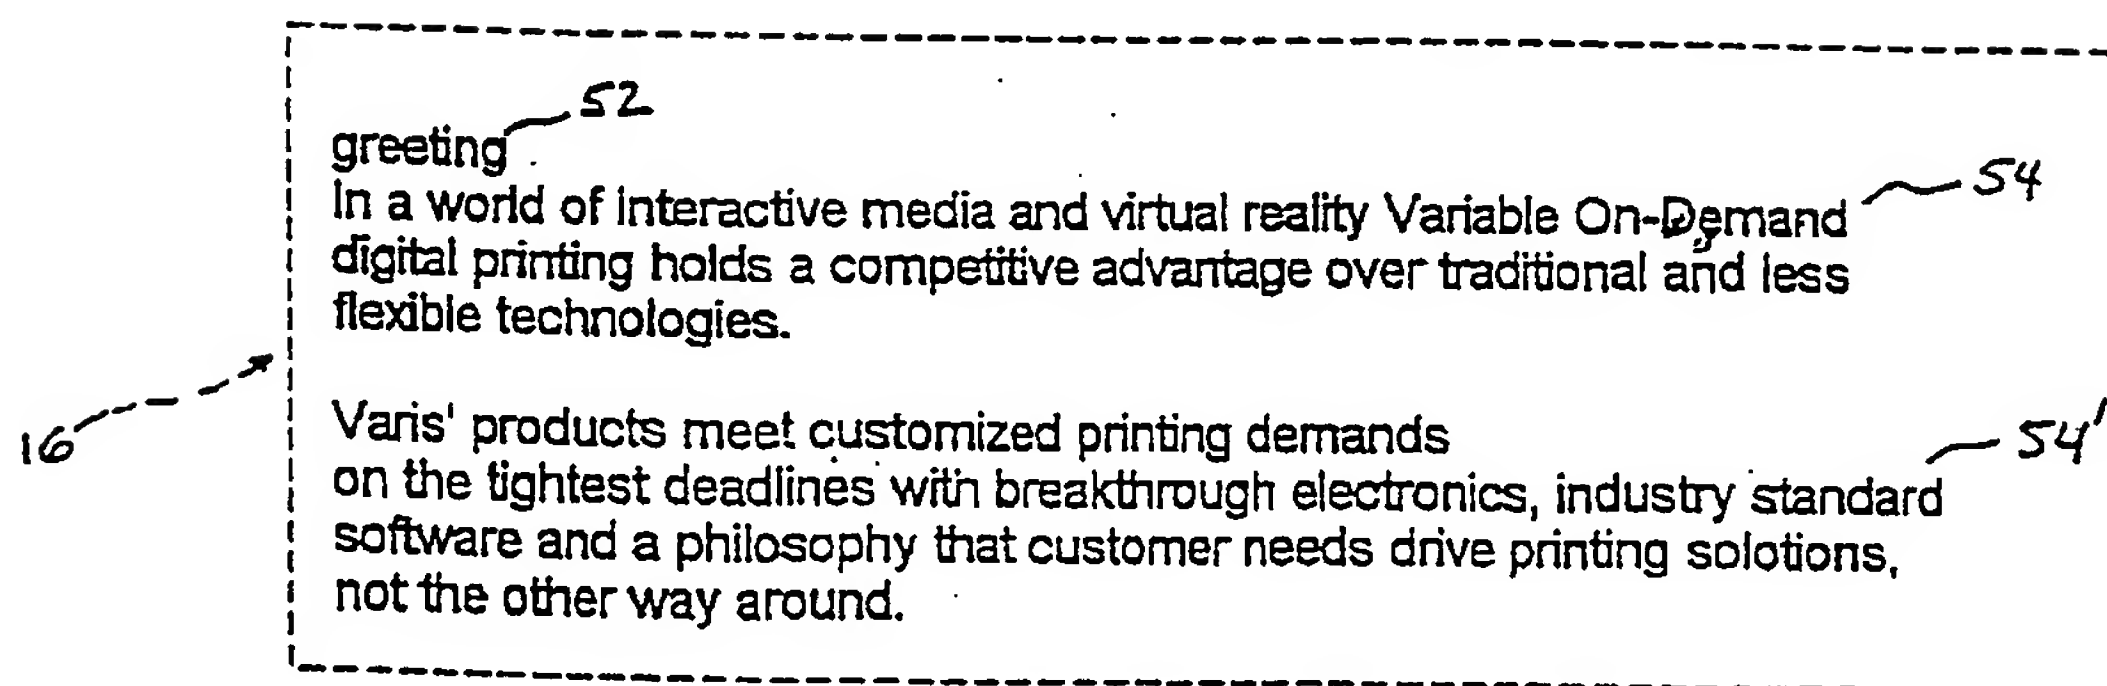 52
greeting
54
In a world of interactive media and virtual reality Variable On-Demand
digital printing holds a competitive advantage over traditional and less
flexible technologies.
16
Varis' products meet customized printing demands
54'
on the tightest deadlines with breakthrough electronics, industry standard
software and a philosophy that customer needs drive printing solotions,
not the other way around.